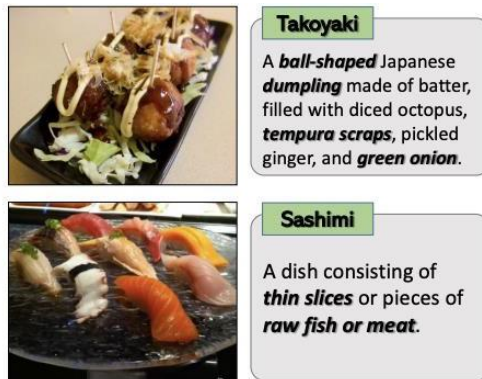 Takoyaki
A ball-shaped Japanese
dumpling made of batter,
filled with diced octopus,
tempura scraps, pickled
ginger, and green onion.
Sashimi
A dish consisting of
thin slices or pieces of
raw fish or meat.